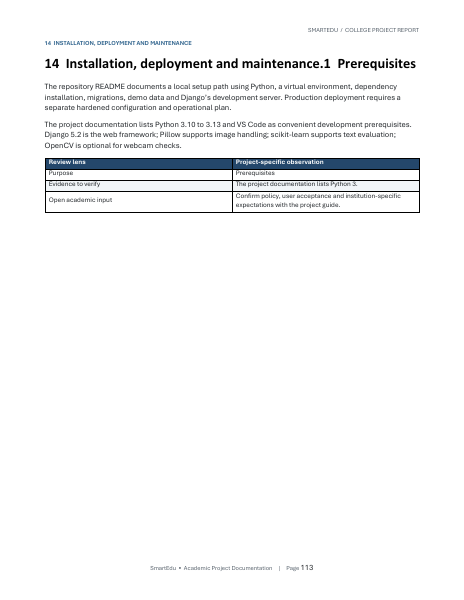 SMARTEDU / COLLEGE PROJECT REPORT
14 INSTALLATION, DEPLOYMENT AND MAINTENANCE
14 Installation, deployment and maintenance.1 Prerequisites
The repository README documents a local setup path using Python, a virtual environment, dependency
installation, migrations, demo data and Django's development server. Production deployment requires a
separate hardened configuration and operational plan.
The project documentation lists Python 3.10 to 3.13 and VS Code as convenient development prerequisites.
Django 5.2 is the web framework; Pillow supports image handling; scikit-learn supports text evaluation;
OpenCV is optional for webcam checks.
Review lens Project-specific observation
Purpose Prerequisites
Evidence to verify The project documentation lists Python 3.
Open academic input Confirm policy, user acceptance and institution-specific
expectations with the project guide.
SmartEdu • Academic Project Documentation | Page 113